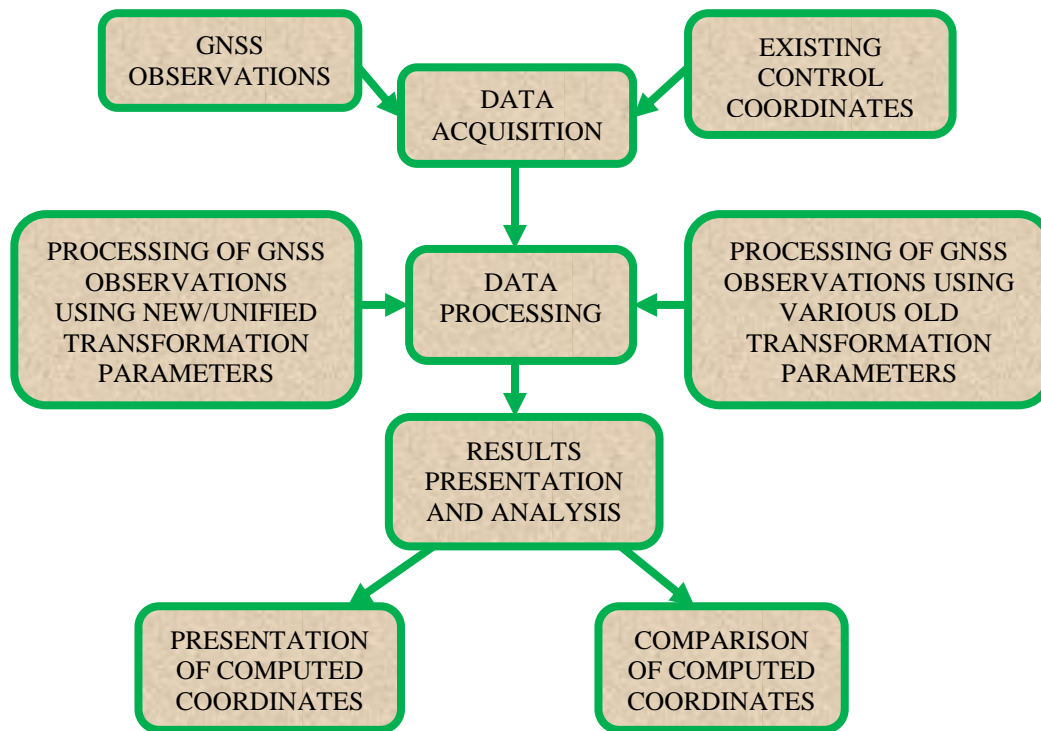 GNSS
OBSERVATIONS
EXISTING
CONTROL
COORDINATES
DATA
ACQUISITION
PROCESSING OF GNSS
OBSERVATIONS
USING NEW/UNIFIED
TRANSFORMATION
PARAMETERS
DATA
PROCESSING
PROCESSING OF GNSS
OBSERVATIONS USING
VARIOUS OLD
TRANSFORMATION
PARAMETERS
RESULTS
PRESENTATION
AND ANALYSIS
PRESENTATION
OF COMPUTED
COORDINATES
COMPARISON
OF COMPUTED
COORDINATES